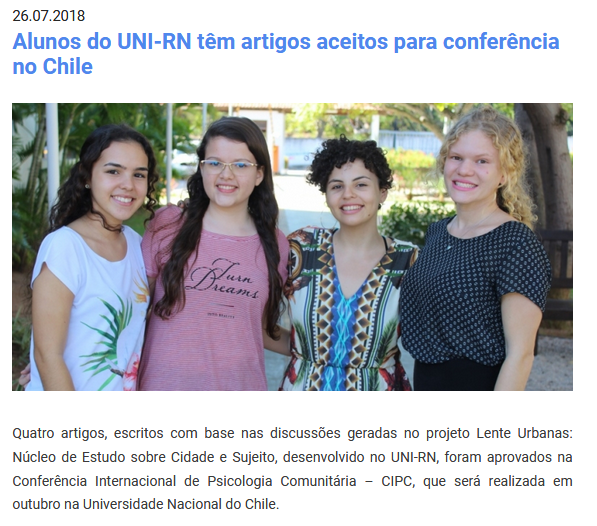 26.07.2018
Alunos do UNI-RN têm artigos aceitos para conferência
no Chile
Turn
Dreams
Quatro artigos, escritos com base nas discussões geradas no projeto Lente Urbanas:
Núcleo de Estudo sobre Cidade e Sujeito, desenvolvido no UNI-RN, foram aprovados na
Conferência Internacional de Psicologia Comunitária – CIPC, que será realizada em
outubro na Universidade Nacional do Chile.